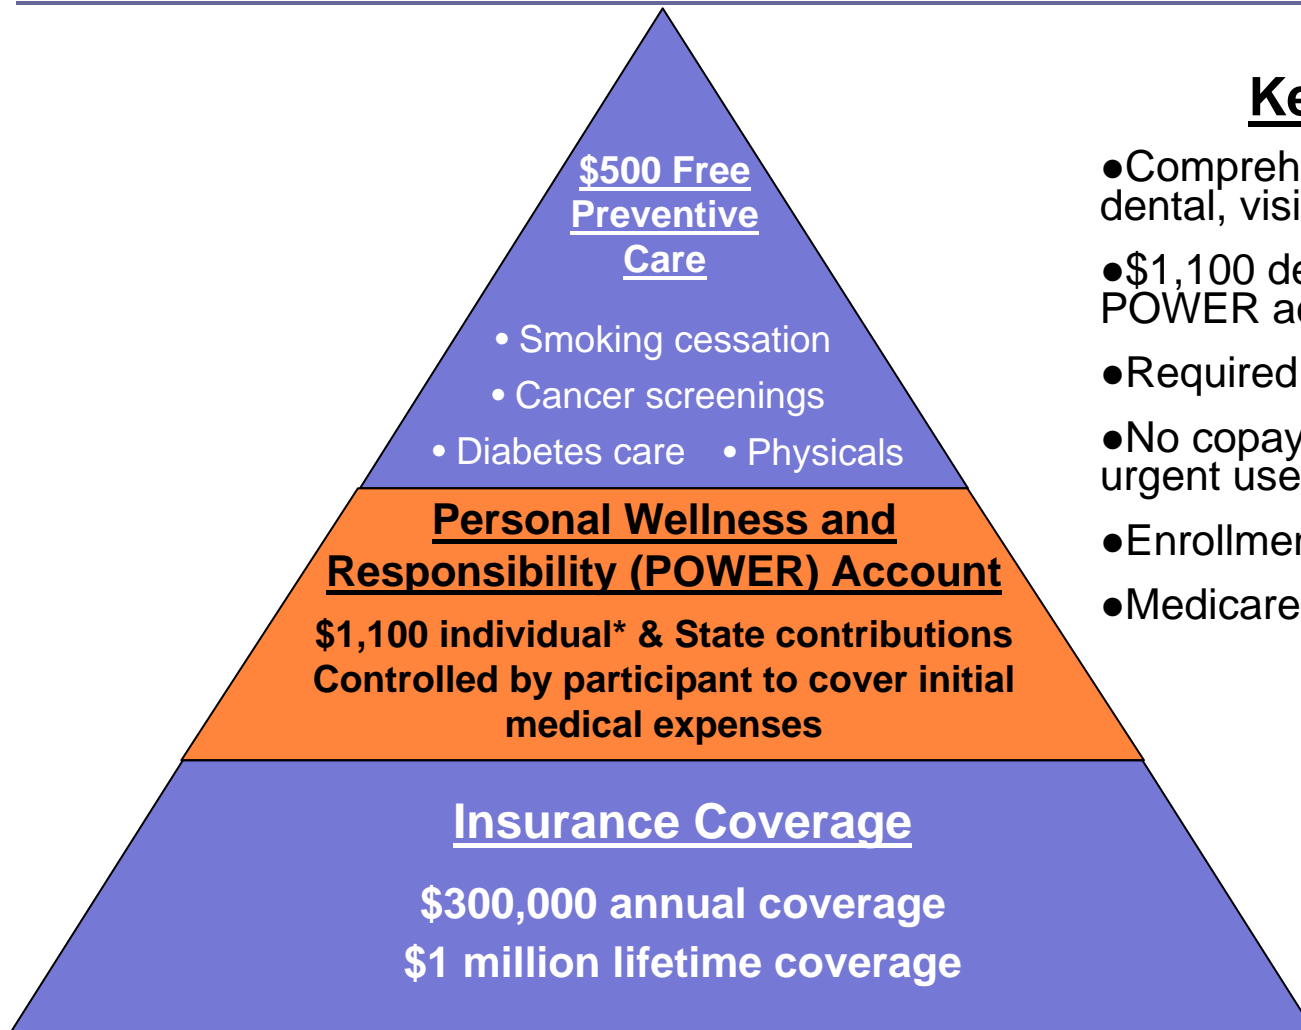 $500 Free
Preventive
Care
• Smoking cessation
• Cancer screenings
• Diabetes care • Physicals
Personal Wellness and
Responsibility (POWER) Account
$1,100 individual* & State contributions
Controlled by participant to cover initial
medical expenses
Insurance Coverage
$300,000 annual coverage
$1 million lifetime coverage
Ke
●Compreh
dental, visi
●$1,100 de
POWER a
●Required
●No copay
urgent use
●Enrollme
●Medicare